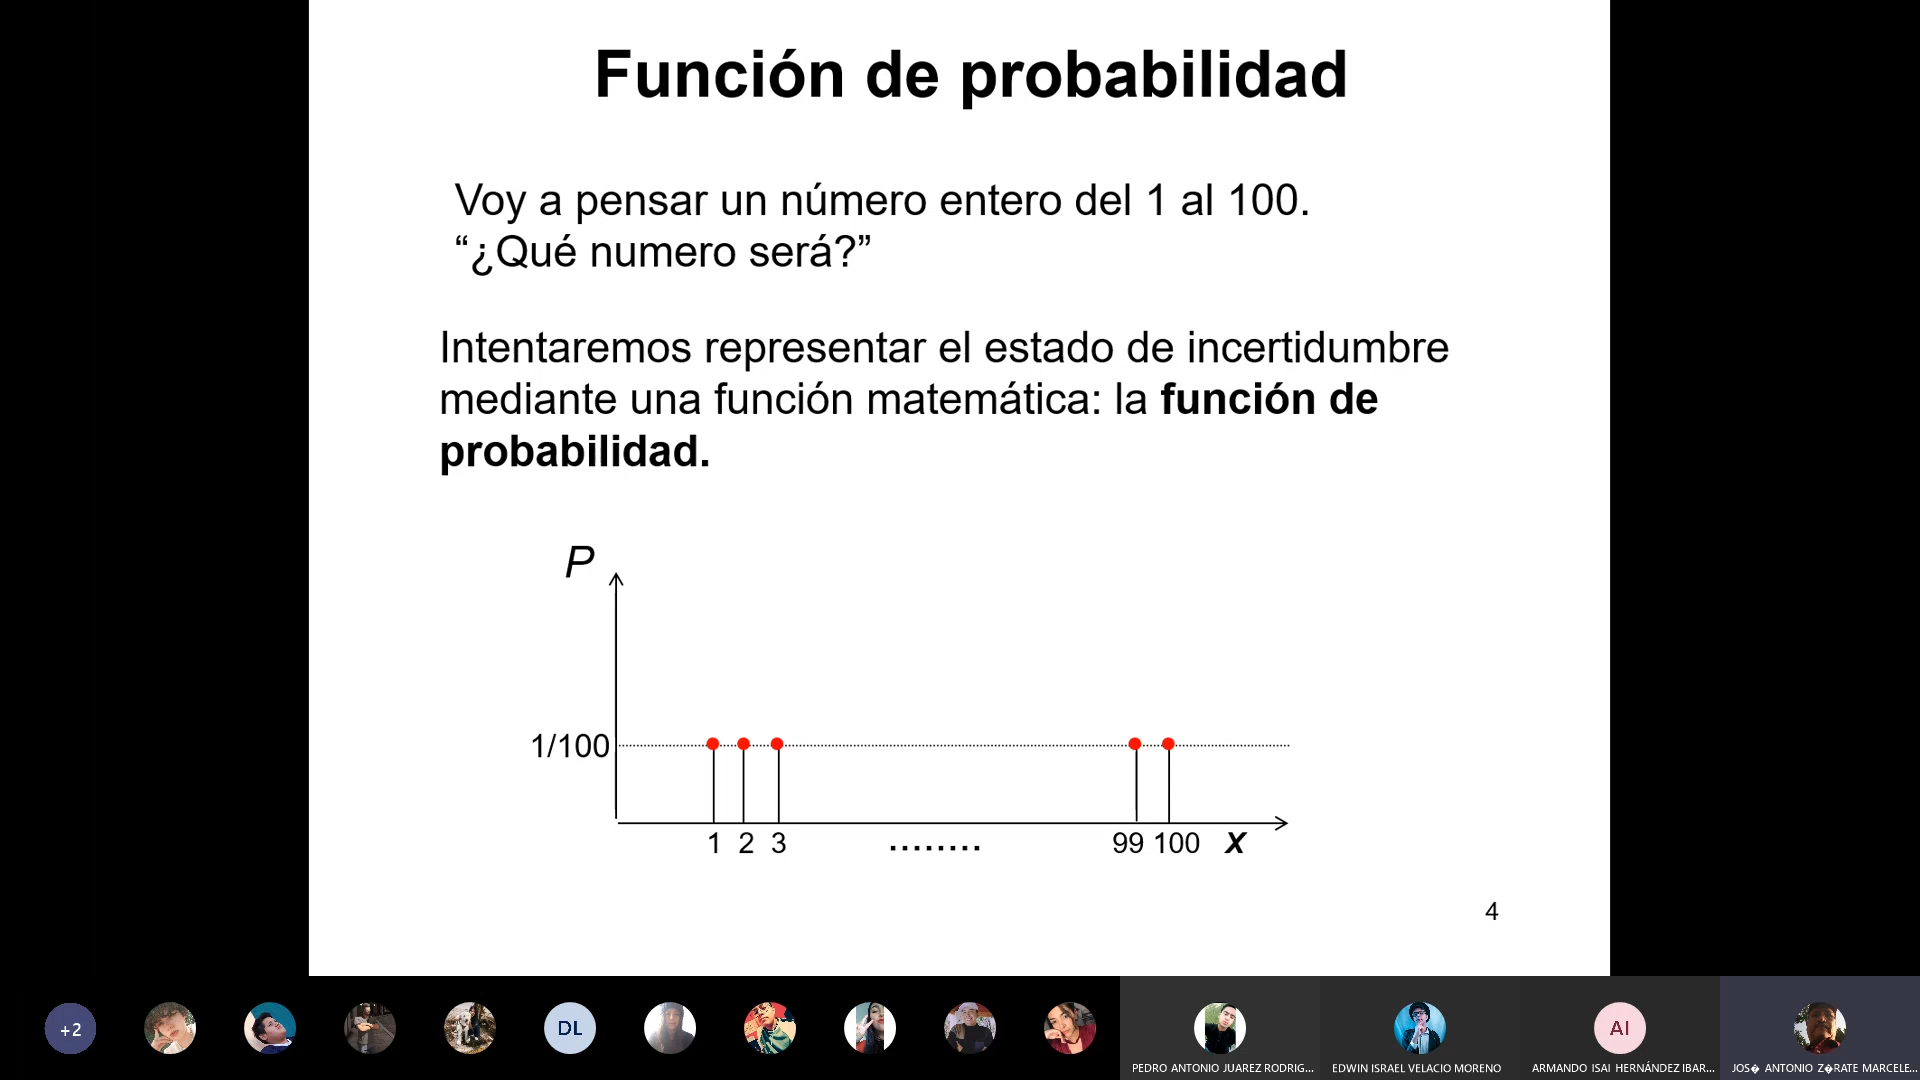 Función de probabilidad
Voy a pensar un número entero del 1 al 100.
“¿Qué numero será?”
Intentaremos representar el estado de incertidumbre
mediante una función matemática: la función de
probabilidad.
P
1/100
1 2 3 ........ 99 100 x
4
+2
DL
AI
PEDRO ANTONIO JUAREZ RODRIG...
EDWIN ISRAEL VELACIO MORENO
ARMANDO ISAI HERNÁNDEZ IBAR...
JOS� ANTONIO Z�RATE MARCELE...